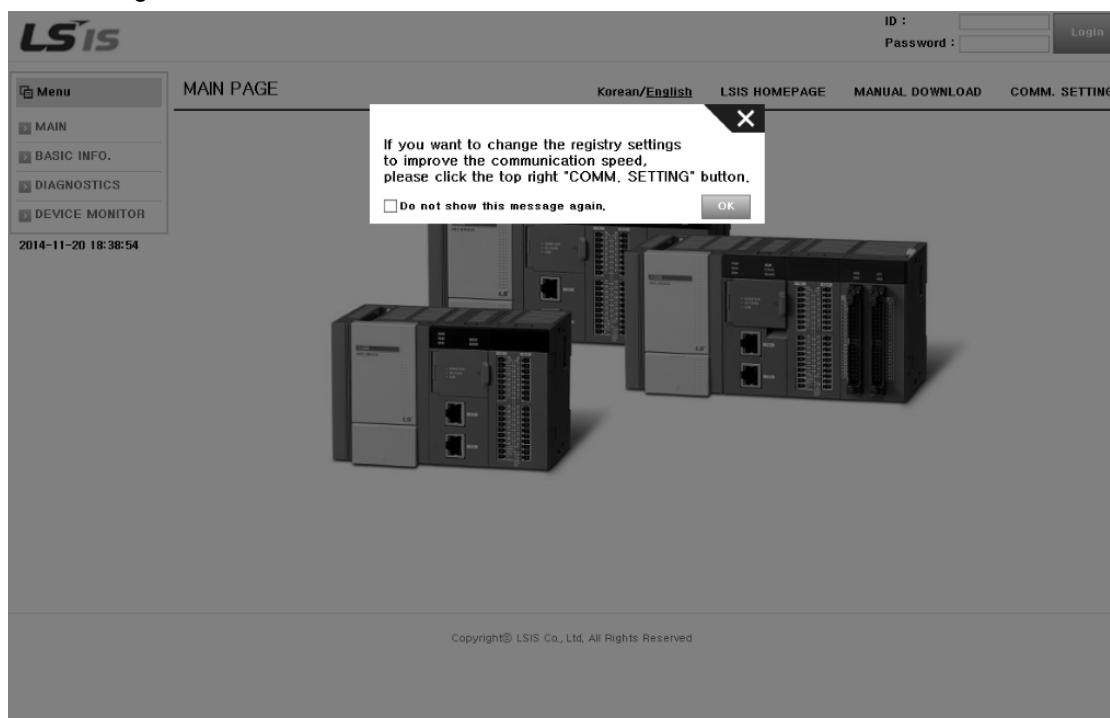 LSIS
ID :
Password :
Login
Menu
MAIN PAGE
Korean/English
LSIS HOMEPAGE
MANUAL DOWNLOAD
COMM. SETTING
MAIN
BASIC INFO.
DIAGNOSTICS
DEVICE MONITOR
2014-11-20 18:38:54
If you want to change the registry settings
to improve the communication speed,
please click the top right "COMM. SETTING" button.
Do not show this message again.
OK
LS
LS
LS
Copyright© LSIS Co., Ltd, All Rights Reserved